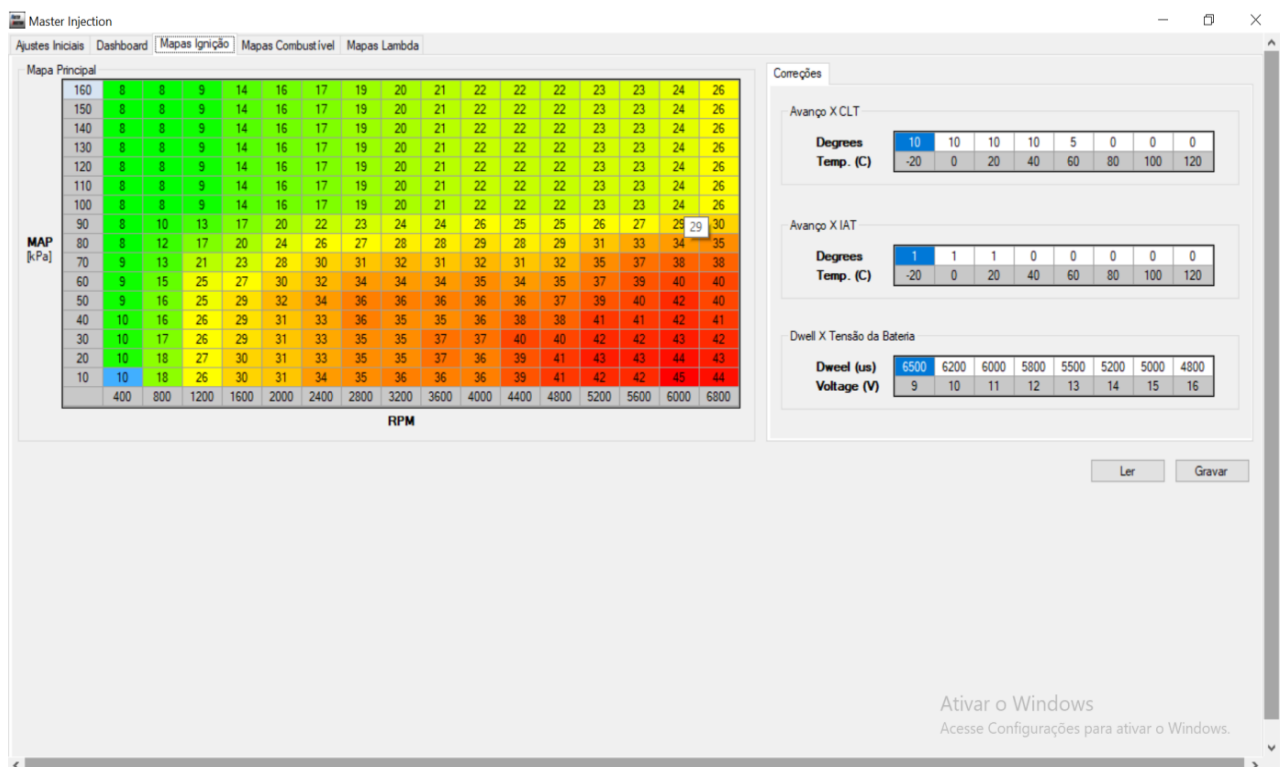 Master Injection
Ajustes Iniciais Dashboard Mapas Ignição Mapas Combustível Mapas Lambda
Mapa Principal
160 8 8 9 14 16 17 19 20 21 22 22 22 23 23 24 26
150 8 8 9 14 16 17 19 20 21 22 22 22 23 23 24 26
140 8 8 9 14 16 17 19 20 21 22 22 22 23 23 24 26
130 8 8 9 14 16 17 19 20 21 22 22 22 23 23 24 26
120 8 8 9 14 16 17 19 20 21 22 22 22 23 23 24 26
110 8 8 9 14 16 17 19 20 21 22 22 22 23 23 24 26
100 8 8 9 14 16 17 19 20 21 22 22 22 23 23 24 26
90 8 10 13 17 20 22 23 24 24 26 25 25 26 27 29 30
29
MAP
[kPa]
80 8 12 17 20 24 26 27 28 28 29 28 29 31 33 34 35
70 9 13 21 23 28 30 31 32 31 32 31 32 35 37 38 38
60 9 15 25 27 30 32 34 34 34 35 34 35 37 39 40 40
50 9 16 25 29 32 34 36 36 36 36 36 37 39 40 42 40
40 10 16 26 29 31 33 36 35 35 36 38 38 41 41 42 41
30 10 17 26 29 31 33 35 35 37 37 40 40 42 42 43 42
20 10 18 27 30 31 33 35 35 37 36 39 41 43 43 44 43
10 10 18 26 30 31 34 35 36 36 36 39 41 42 42 45 44
400 800 1200 1600 2000 2400 2800 3200 3600 4000 4400 4800 5200 5600 6000 6800
RPM
Correções
Avanço X CLT
Degrees 10 10 10 10 5 0 0 0
Temp. (C) -20 0 20 40 60 80 100 120
Avanço X IAT
Degrees 1 1 1 0 0 0 0 0
Temp. (C) -20 0 20 40 60 80 100 120
Dwell X Tensão da Bateria
Dweel (us) 6500 6200 6000 5800 5500 5200 5000 4800
Voltage (V) 9 10 11 12 13 14 15 16
Ler Gravar
Ativar o Windows
Acesse Configurações para ativar o Windows.